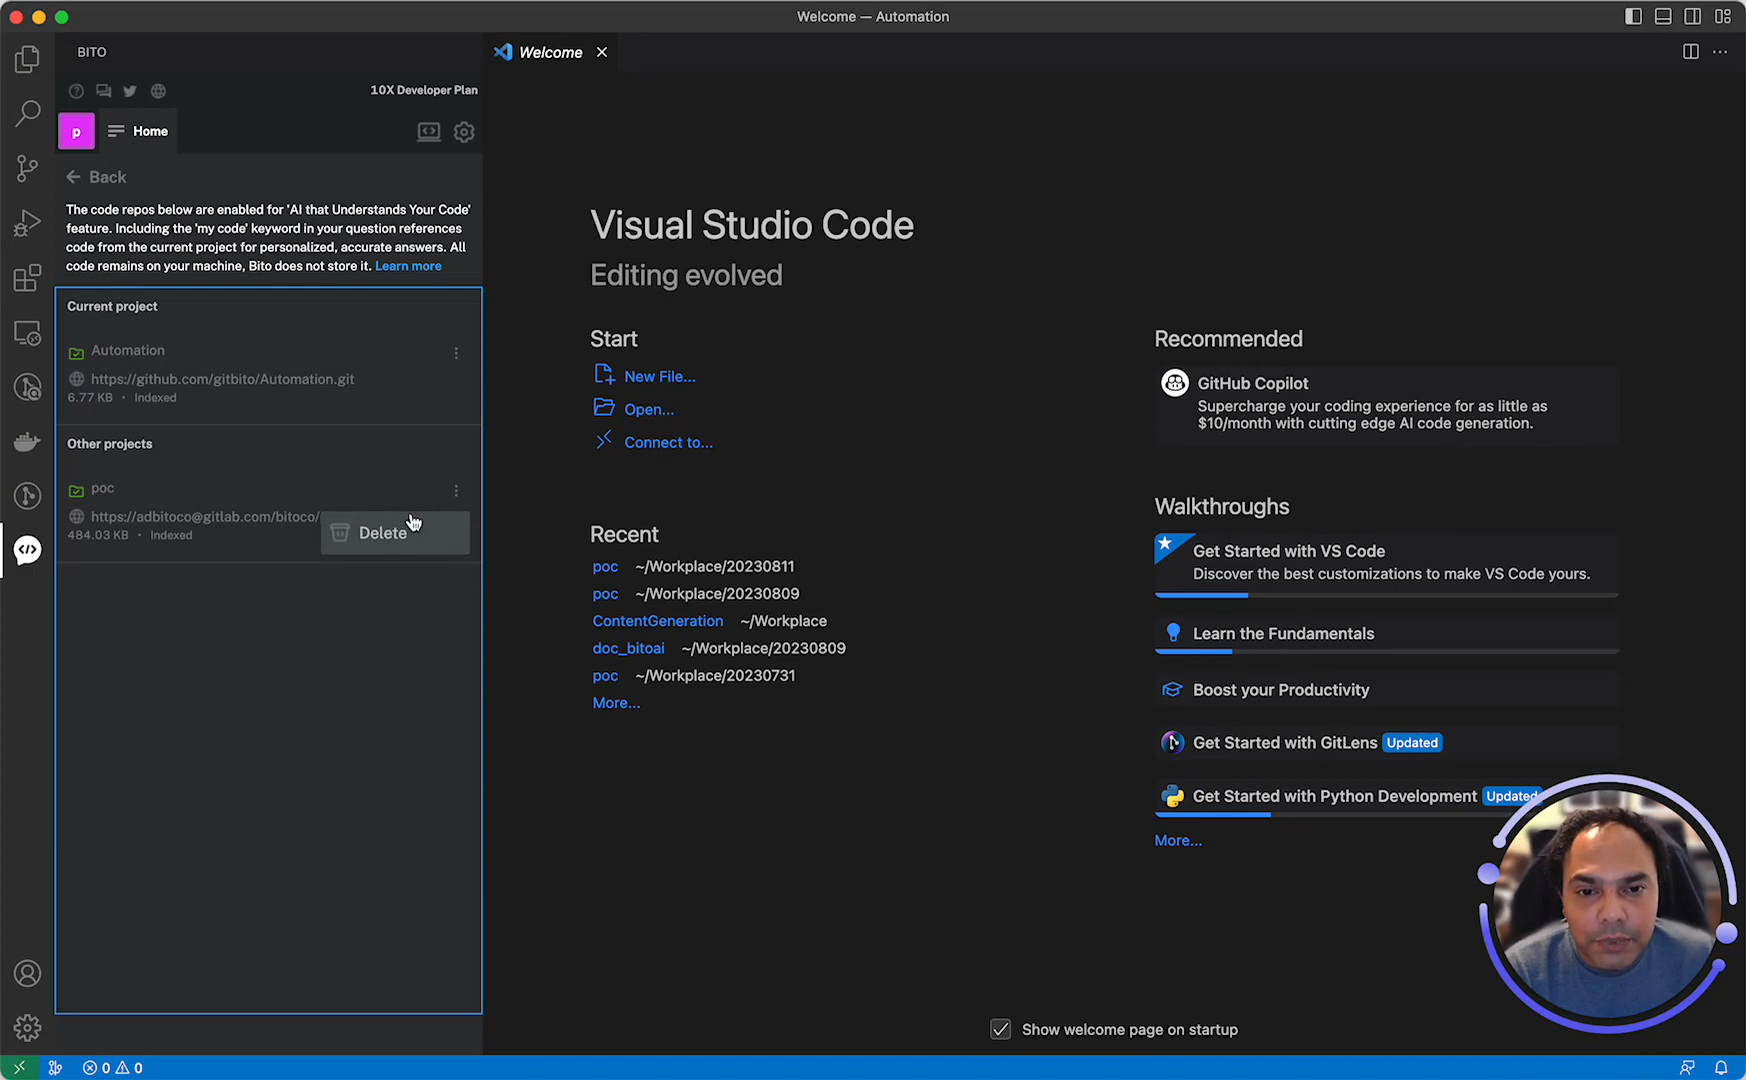 Welcome — Automation
BITO
Welcome
10X Developer Plan
p
Home
Back
The code repos below are enabled for 'AI that Understands Your Code'
feature. Including the 'my code' keyword in your question references
code from the current project for personalized, accurate answers. All
code remains on your machine, Bito does not store it. Learn more
Current project
Automation
https://github.com/gitbito/Automation.git
6.77 KB • Indexed
Other projects
poc
https://adbitoco@gitlab.com/bitoco/
484.03 KB • Indexed
Delete
Visual Studio Code
Editing evolved
Start
New File...
Open...
Connect to...
Recent
poc ~/Workplace/20230811
poc ~/Workplace/20230809
ContentGeneration ~/Workplace
doc_bitoai ~/Workplace/20230809
poc ~/Workplace/20230731
More...
Recommended
GitHub Copilot
Supercharge your coding experience for as little as
$10/month with cutting edge AI code generation.
Walkthroughs
Get Started with VS Code
Discover the best customizations to make VS Code yours.
Learn the Fundamentals
Boost your Productivity
Get Started with GitLens Updated
Get Started with Python Development Updated
More...
Show welcome page on startup
0 0